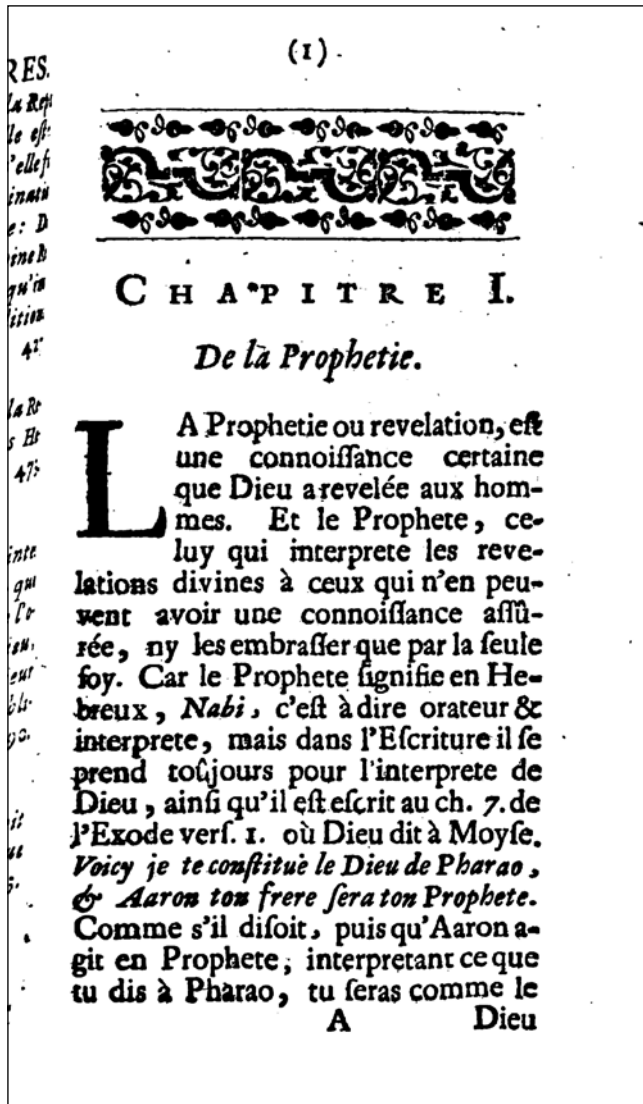 (1)
RES.
CHAPITRE I.
De la Prophetie.
LA Prophetie ou revelation, eſt
une connoiſſance certaine
que Dieu a revelée aux hom-
mes. Et le Prophete, ce-
luy qui interprete les reve-
lations divines à ceux qui n'en peu-
vent avoir une connoiſſance aſſû-
rée, ny les embraſſer que par la ſeule
foy. Car le Prophete ſignifie en He-
breux, Nabi, c'eſt à dire orateur &
interprete, mais dans l'Eſcriture il ſe
prend toûjours pour l'interprete de
Dieu, ainſi qu'il eſt eſcrit au ch. 7. de
l'Exode verſ. 1. où Dieu dit à Moyſe.
Voicy je te conſtituë le Dieu de Pharao,
& Aaron ton frere ſera ton Prophete.
Comme s'il diſoit, puis qu'Aaron a-
git en Prophete, interpretant ce que
tu dis à Pharao, tu ſeras comme le
A Dieu